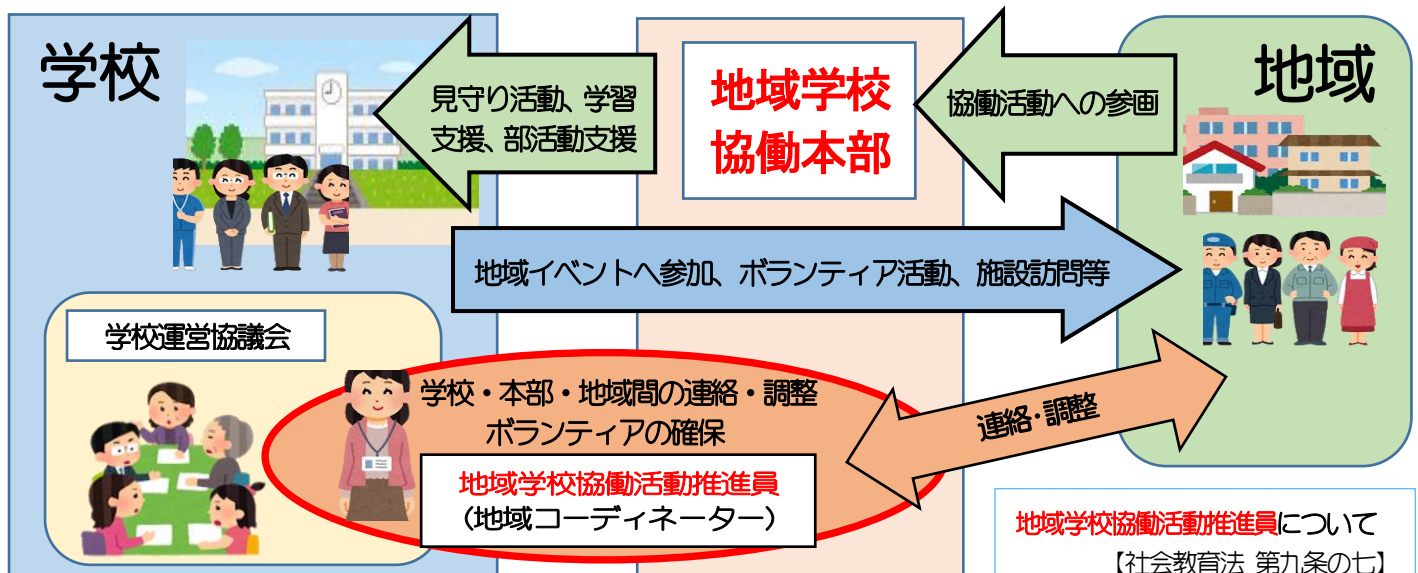 学校
見守り活動、学習
支援、部活動支援
地域学校
協働本部
協働活動への参画
地域
地域イベントへ参加、ボランティア活動、施設訪問等
学校運営協議会
学校・本部・地域間の連絡・調整
ボランティアの確保
地域学校協働活動推進員
（地域コーディネーター）
連絡・調整
地域学校協働活動推進員について
【社会教育法 第九条の七】